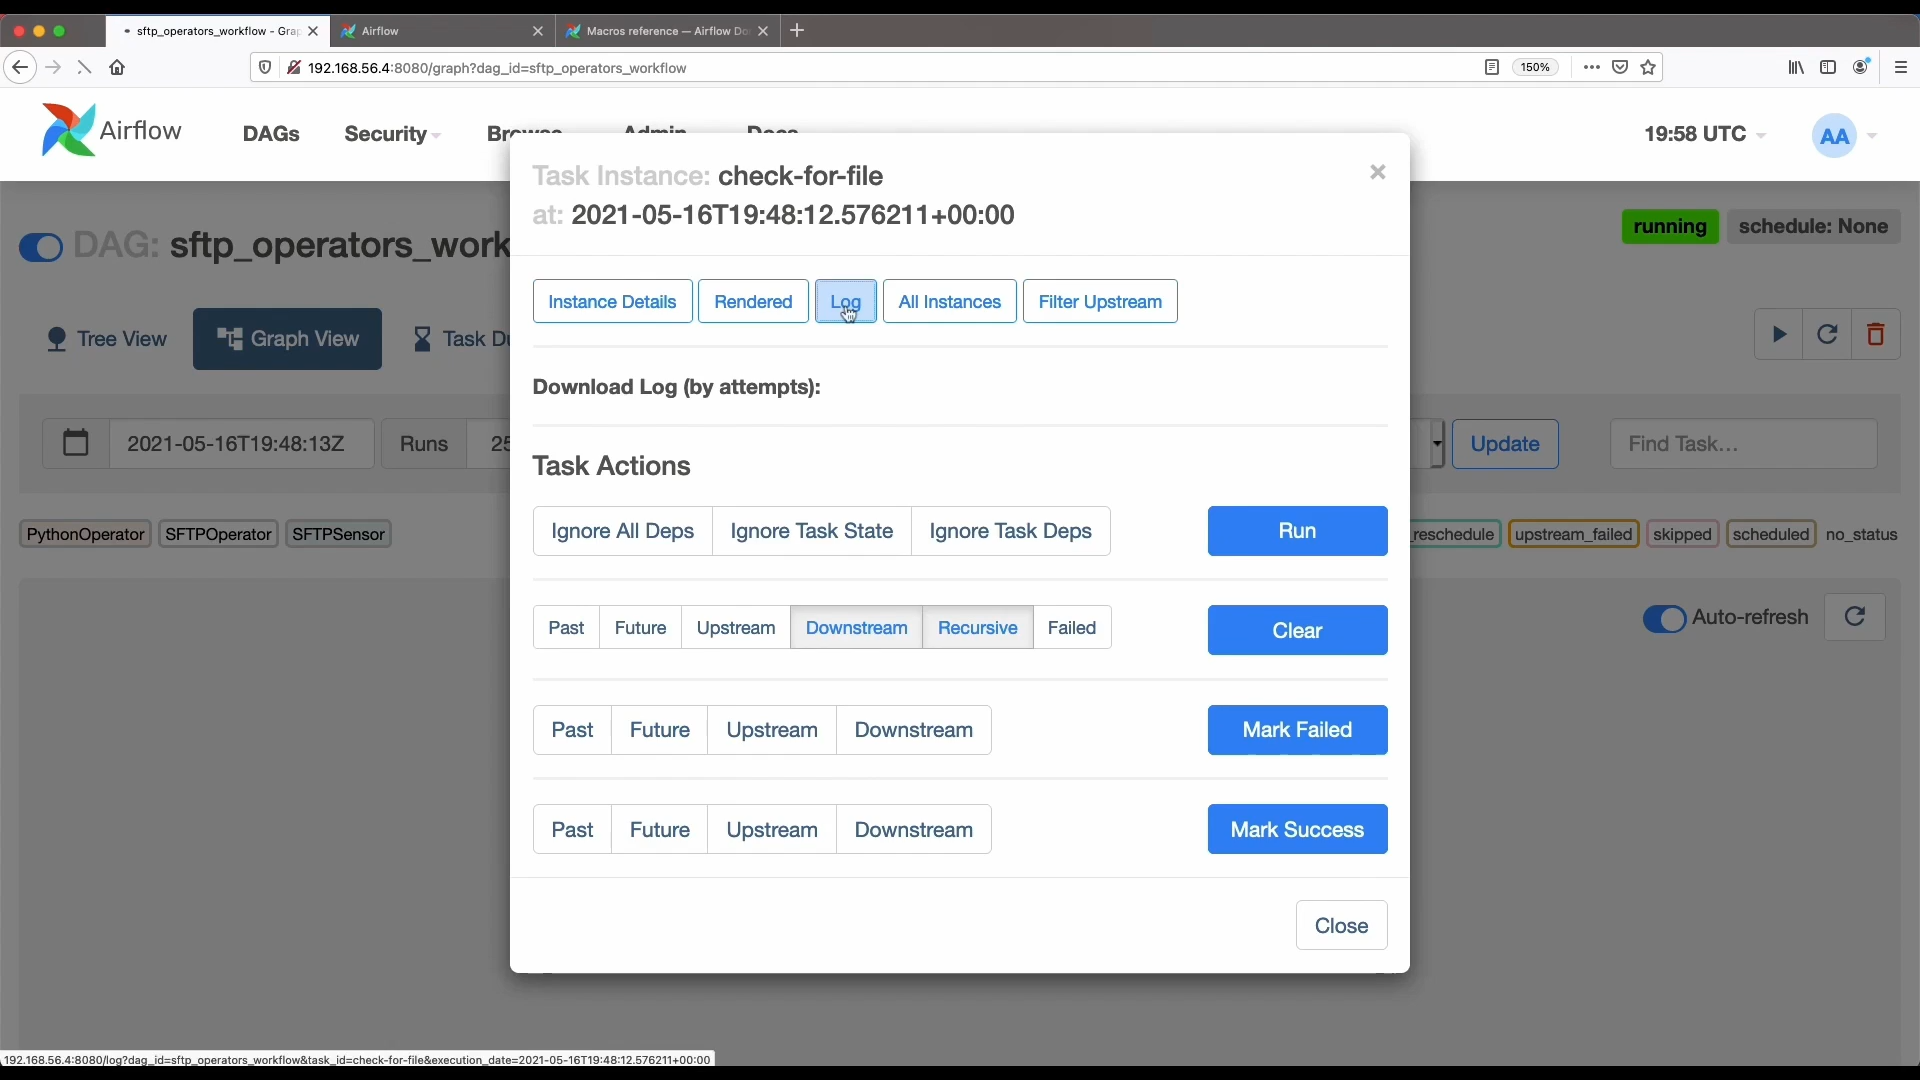 sftp_operators_workflow - Gra
Airflow
Macros reference — Airflow Do
192.168.56.4:8080/graph?dag_id=sftp_operators_workflow
150%
Airflow
DAGs
Security
Browse
Admin
Docs
19:58 UTC
AA
Task Instance: check-for-file
at: 2021-05-16T19:48:12.576211+00:00
DAG: sftp_operators_work
running
schedule: None
Instance Details
Rendered
Log
All Instances
Filter Upstream
Tree View
Graph View
Task Du
Download Log (by attempts):
2021-05-16T19:48:13Z
Runs
25
Update
Find Task…
Task Actions
PythonOperator
SFTPOperator
SFTPSensor
Ignore All Deps
Ignore Task State
Ignore Task Deps
Run
_reschedule
upstream_failed
skipped
scheduled
no_status
Past
Future
Upstream
Downstream
Recursive
Failed
Clear
Auto-refresh
Past
Future
Upstream
Downstream
Mark Failed
Past
Future
Upstream
Downstream
Mark Success
Close
192.168.56.4:8080/log?dag_id=sftp_operators_workflow&task_id=check-for-file&execution_date=2021-05-16T19:48:12.576211+00:00